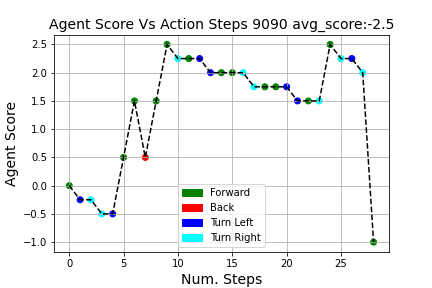 Agent Score Vs Action Steps 9090 avg_score:-2.5
2.5
2.0
1.5
1.0
0.5
0.0
−0.5
−1.0
Agent Score
Forward
Back
Turn Left
Turn Right
0 5 10 15 20 25
Num. Steps